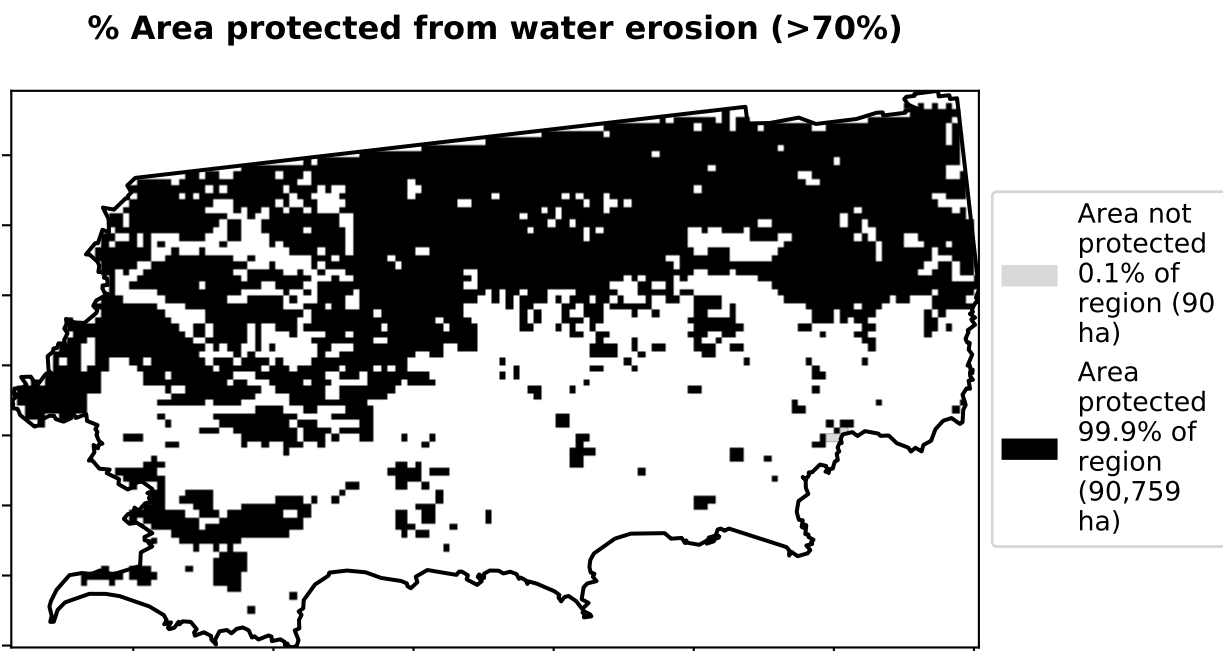 % Area protected from water erosion (>70%)
Area not
protected
0.1% of
region (90
ha)
Area
protected
99.9% of
region
(90,759
ha)